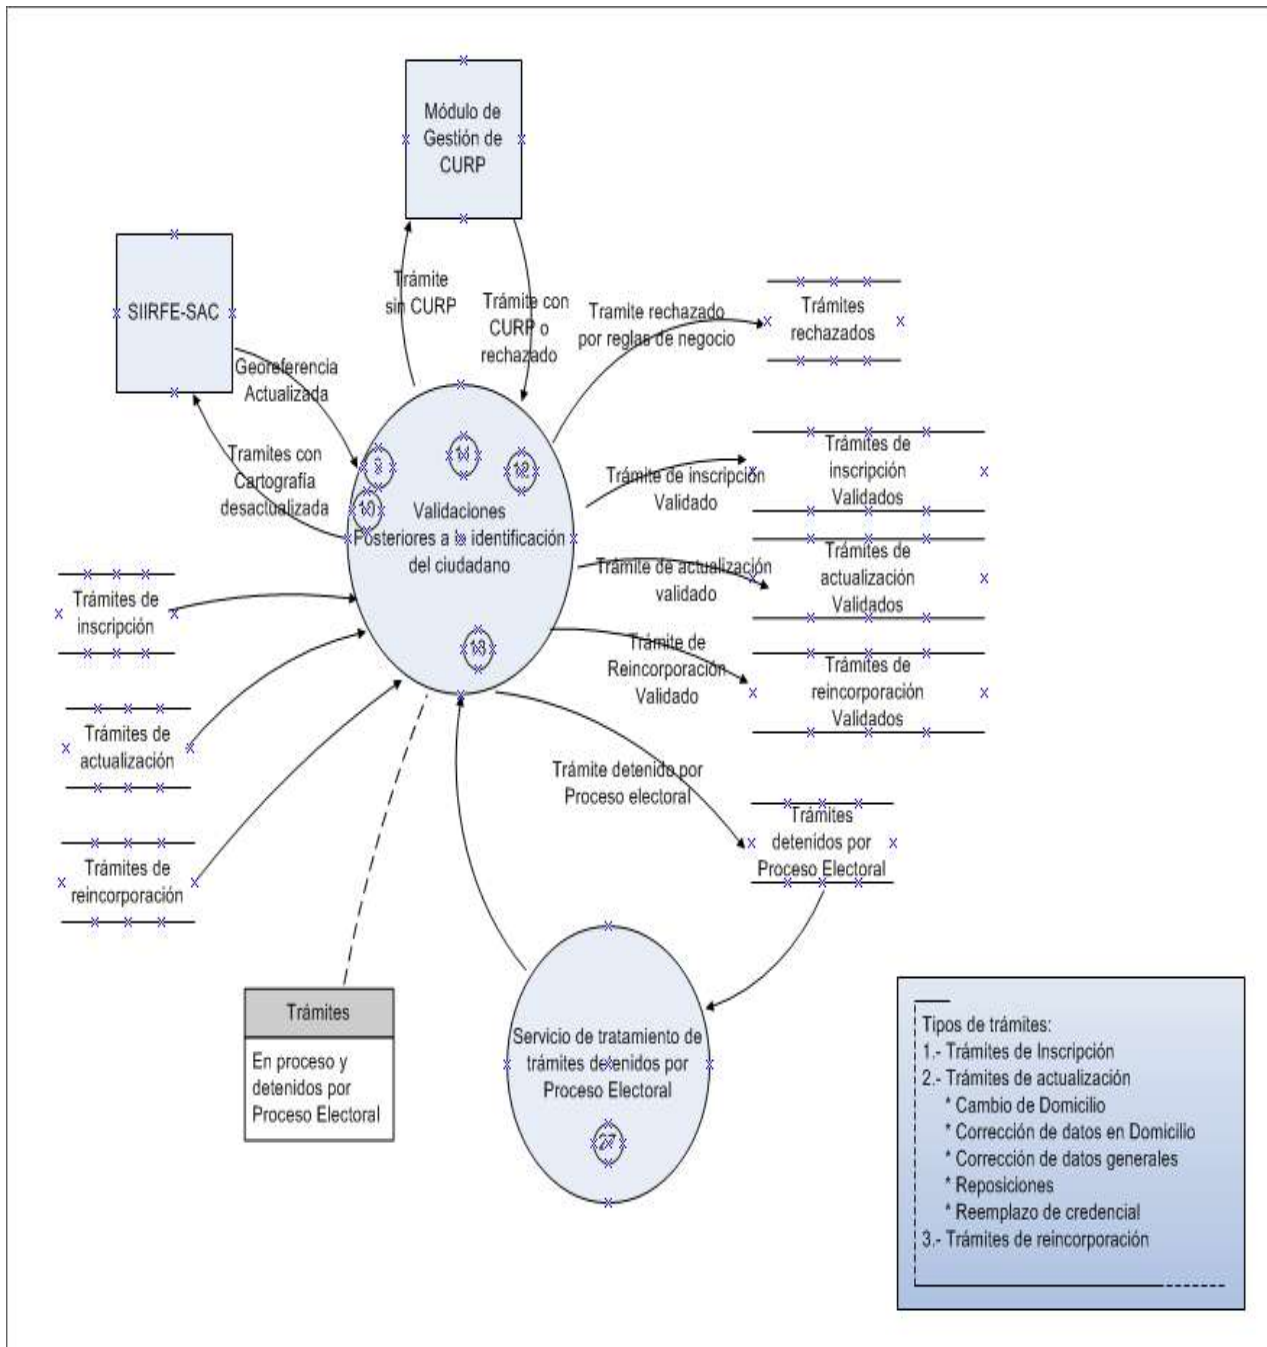 Módulo de
Gestión de
CURP
SIIRFE-SAC
Trámite
sin CURP
Trámite con
CURP o
rechazado
Tramite rechazado
por reglas de negocio
Trámites
rechazados
Georeferencia
Actualizada
Tramites con
Cartografía
desactualizada
9
10
11
12
Validaciones
Posteriores a la identificación
del ciudadano
13
Trámite de inscripción
Validado
Trámites de
inscripción
Validados
Trámite de actualización
validado
Trámites de
actualización
Validados
Trámite de
Reincorporación
Validado
Trámites de
reincorporación
Validados
Trámites de
inscripción
Trámites de
actualización
Trámites de
reincorporación
Trámite detenido por
Proceso electoral
Trámites
detenidos por
Proceso Electoral
Trámites
En proceso y
detenidos por
Proceso Electoral
Servicio de tratamiento de
trámites detenidos por
Proceso Electoral
27
Tipos de trámites:
1.- Trámites de Inscripción
2.- Trámites de actualización
* Cambio de Domicilio
* Corrección de datos en Domicilio
* Corrección de datos generales
* Reposiciones
* Reemplazo de credencial
3.- Trámites de reincorporación